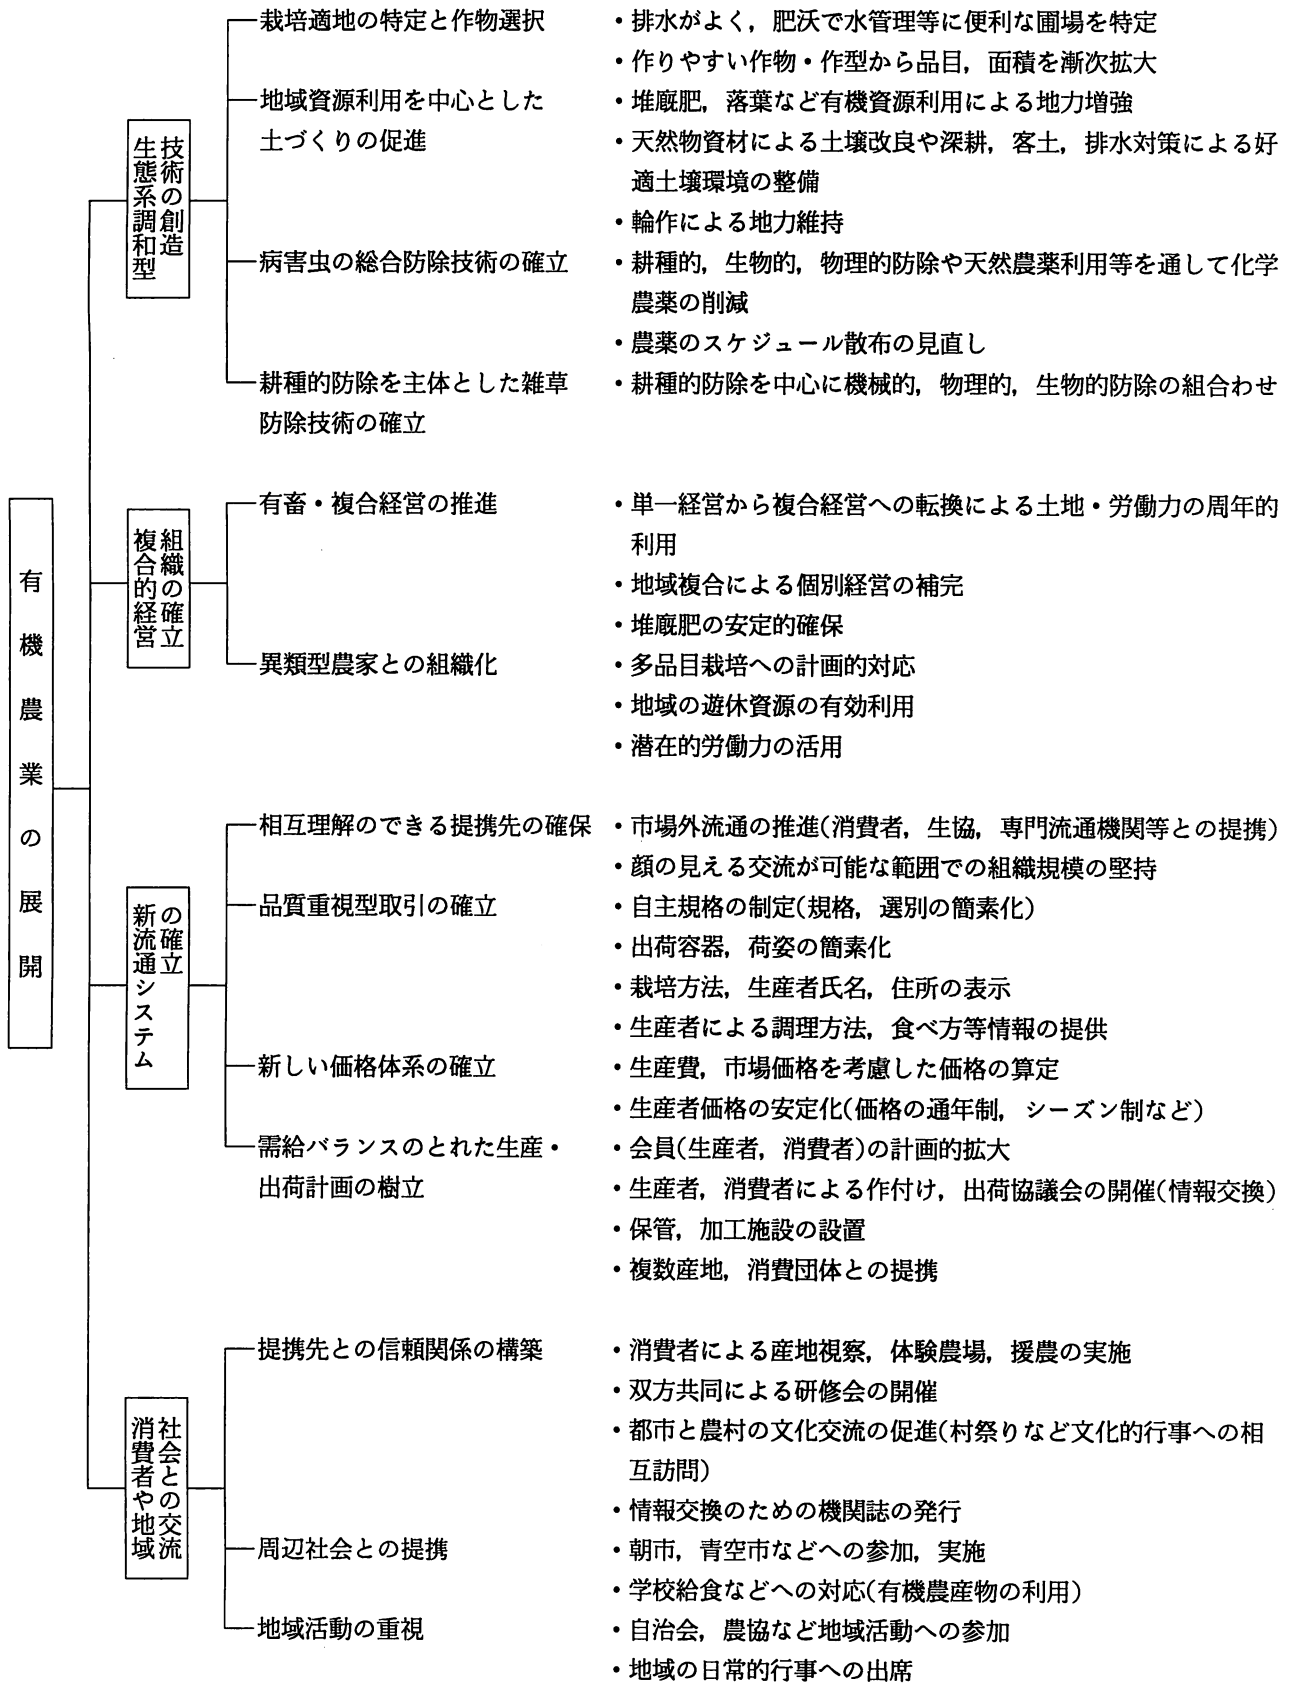 有機農業の展開
技術の創造
生態系調和型
栽培適地の特定と作物選択
・排水がよく，肥沃で水管理等に便利な圃場を特定
・作りやすい作物・作型から品目，面積を漸次拡大
地域資源利用を中心とした
土づくりの促進
・堆厩肥，落葉など有機資源利用による地力増強
・天然物資材による土壌改良や深耕，客土，排水対策による好
適土壌環境の整備
・輪作による地力維持
病害虫の総合防除技術の確立
・耕種的，生物的，物理的防除や天然農薬利用等を通して化学
農薬の削減
・農薬のスケジュール散布の見直し
耕種的防除を主体とした雑草
防除技術の確立
・耕種的防除を中心に機械的，物理的，生物的防除の組合わせ
組織の確立
複合的経営
有畜・複合経営の推進
・単一経営から複合経営への転換による土地・労働力の周年的
利用
・地域複合による個別経営の補完
・堆厩肥の安定的確保
異類型農家との組織化
・多品目栽培への計画的対応
・地域の遊休資源の有効利用
・潜在的労働力の活用
の確立
新流通システム
相互理解のできる提携先の確保
・市場外流通の推進(消費者，生協，専門流通機関等との提携)
・顔の見える交流が可能な範囲での組織規模の堅持
品質重視型取引の確立
・自主規格の制定(規格，選別の簡素化)
・出荷容器，荷姿の簡素化
・栽培方法，生産者氏名，住所の表示
・生産者による調理方法，食べ方等情報の提供
新しい価格体系の確立
・生産費，市場価格を考慮した価格の算定
・生産者価格の安定化(価格の通年制，シーズン制など)
需給バランスのとれた生産・
出荷計画の樹立
・会員(生産者，消費者)の計画的拡大
・生産者，消費者による作付け，出荷協議会の開催(情報交換)
・保管，加工施設の設置
・複数産地，消費団体との提携
社会との交流
消費者や地域
提携先との信頼関係の構築
・消費者による産地視察，体験農場，援農の実施
・双方共同による研修会の開催
・都市と農村の文化交流の促進(村祭りなど文化的行事への相
互訪問)
・情報交換のための機関誌の発行
周辺社会との提携
・朝市，青空市などへの参加，実施
・学校給食などへの対応(有機農産物の利用)
地域活動の重視
・自治会，農協など地域活動への参加
・地域の日常的行事への出席